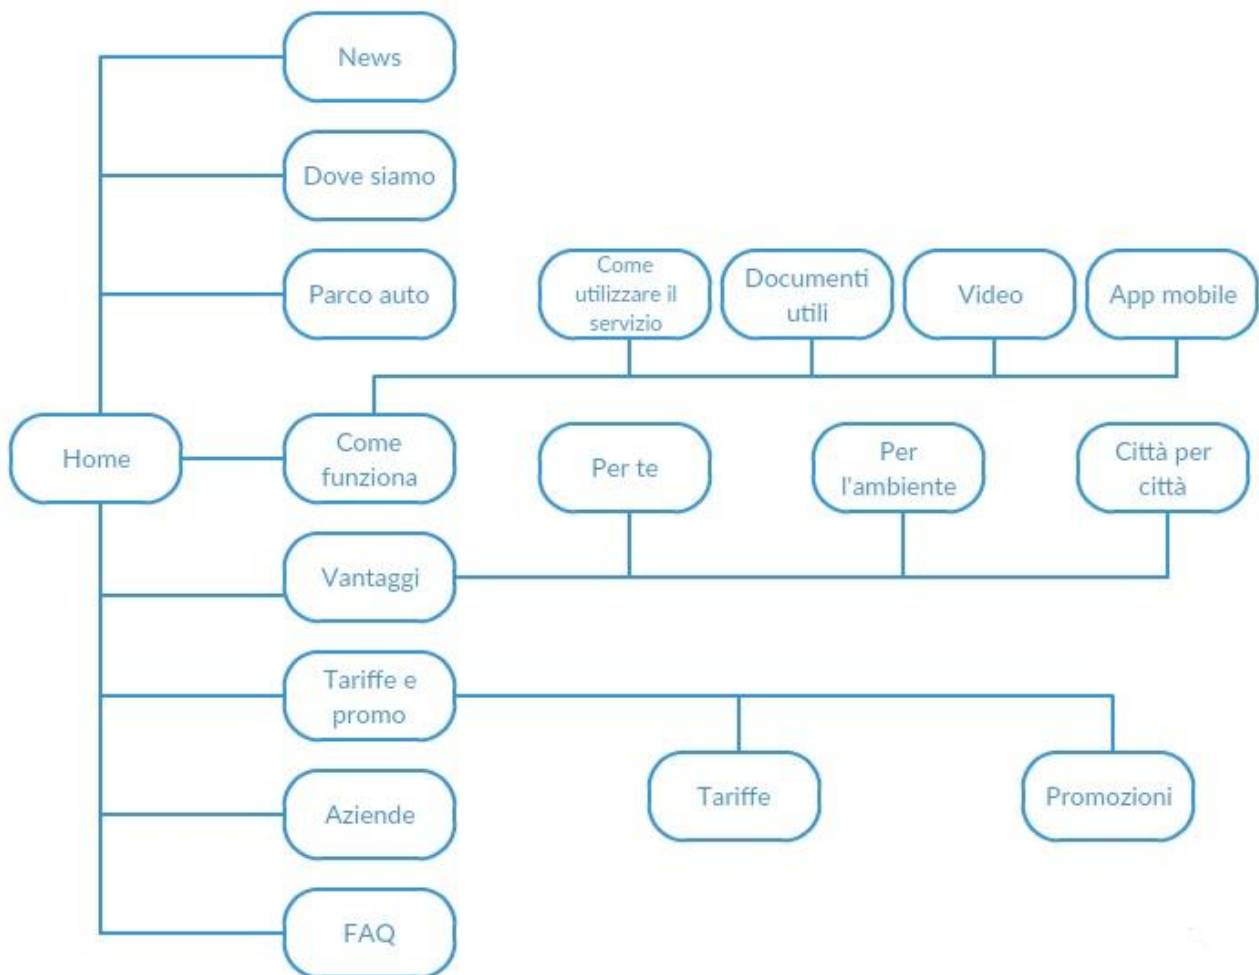 News
Dove siamo
Parco auto
Come
utilizzare il
servizio
Documenti
utili
Video
App mobile
Home
Come
funziona
Per te
Per
l'ambiente
Città per
città
Vantaggi
Tariffe e
promo
Tariffe
Promozioni
Aziende
FAQ